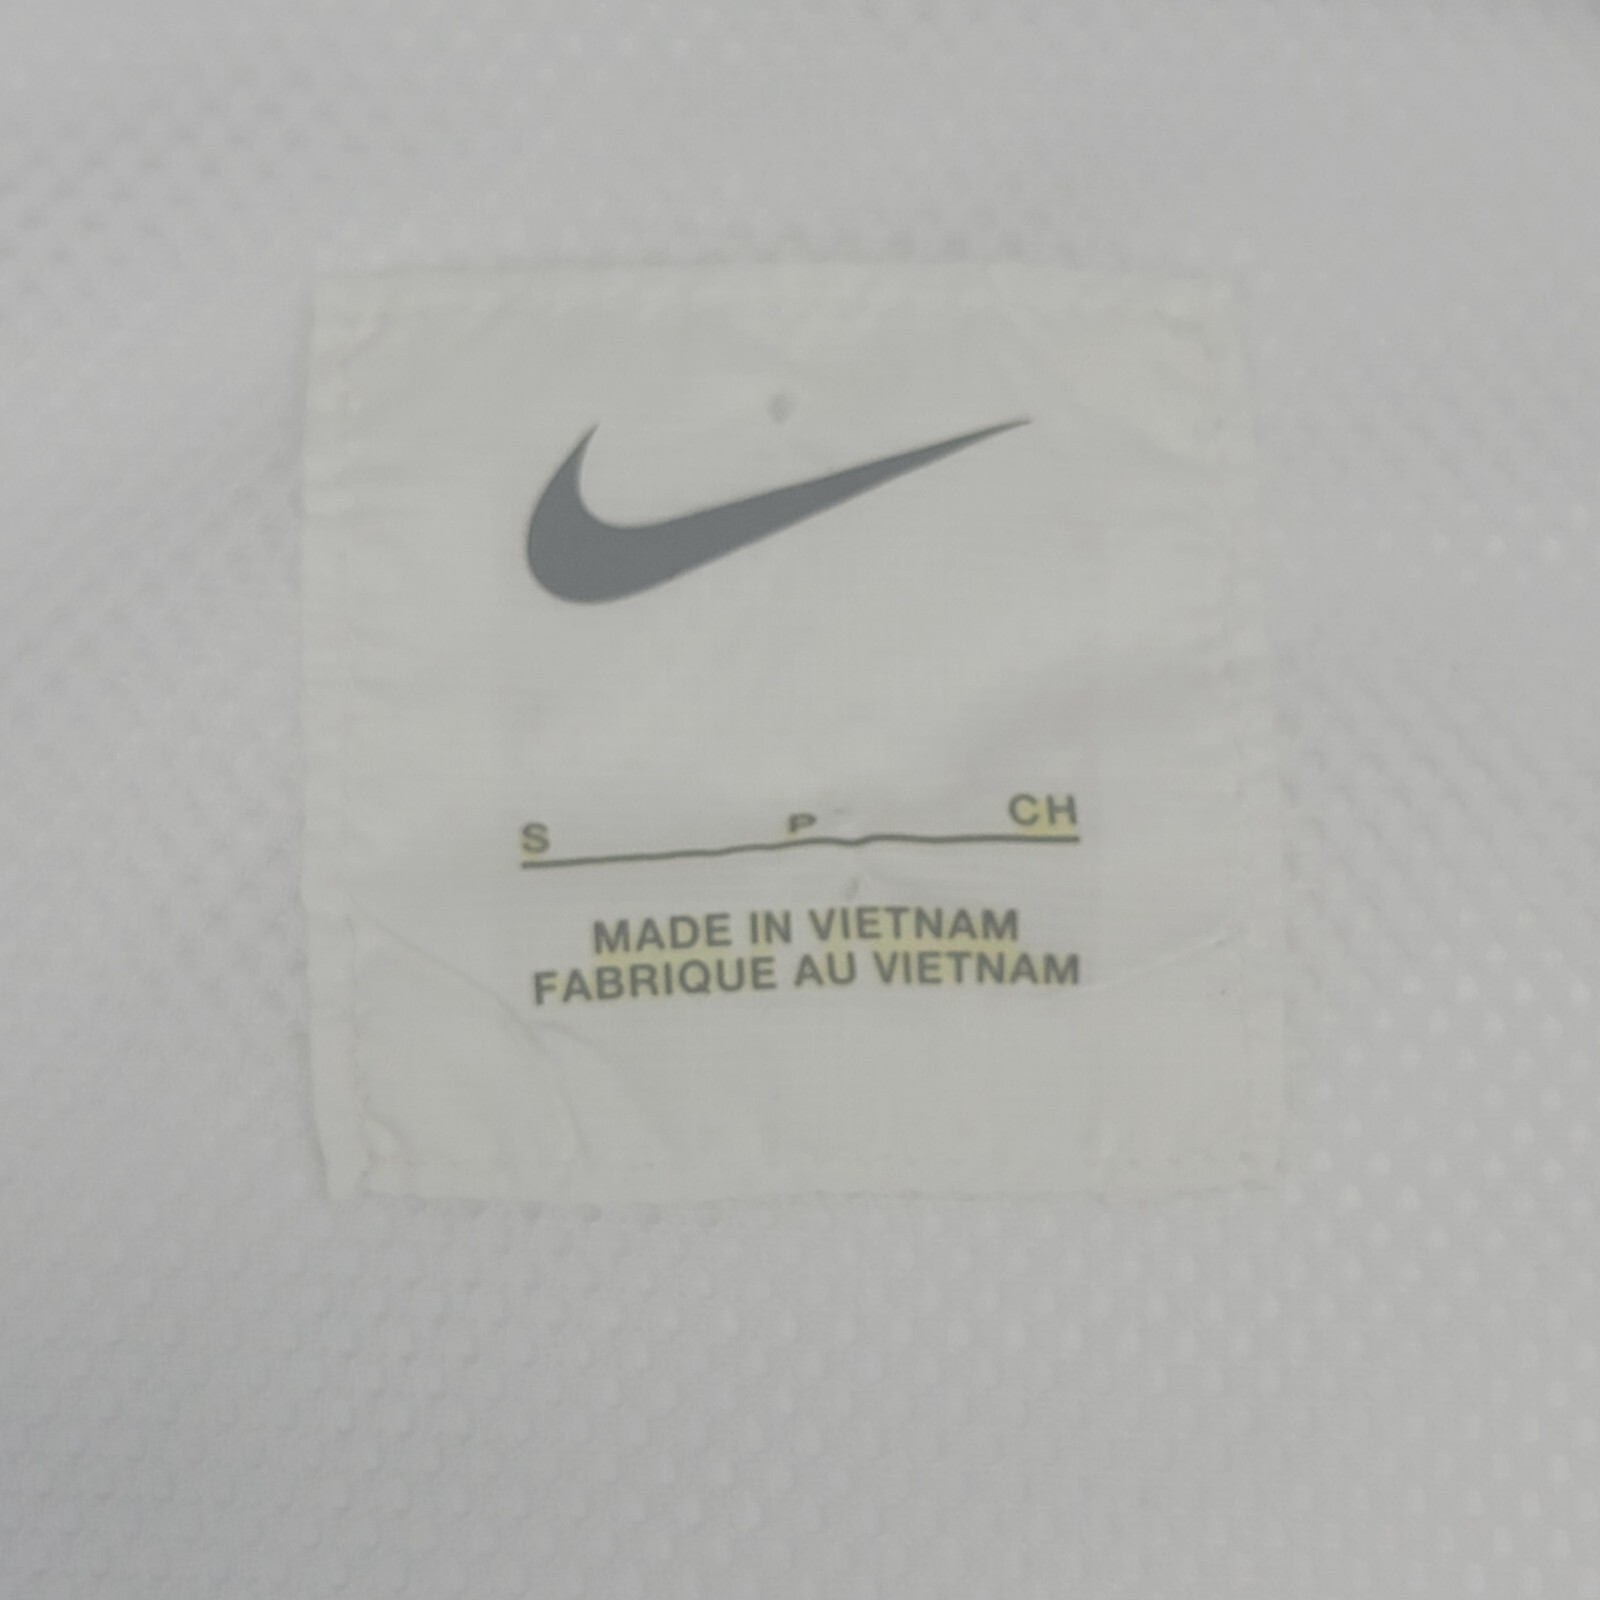 S P CH
MADE IN VIETNAM
FABRIQUE AU VIETNAM